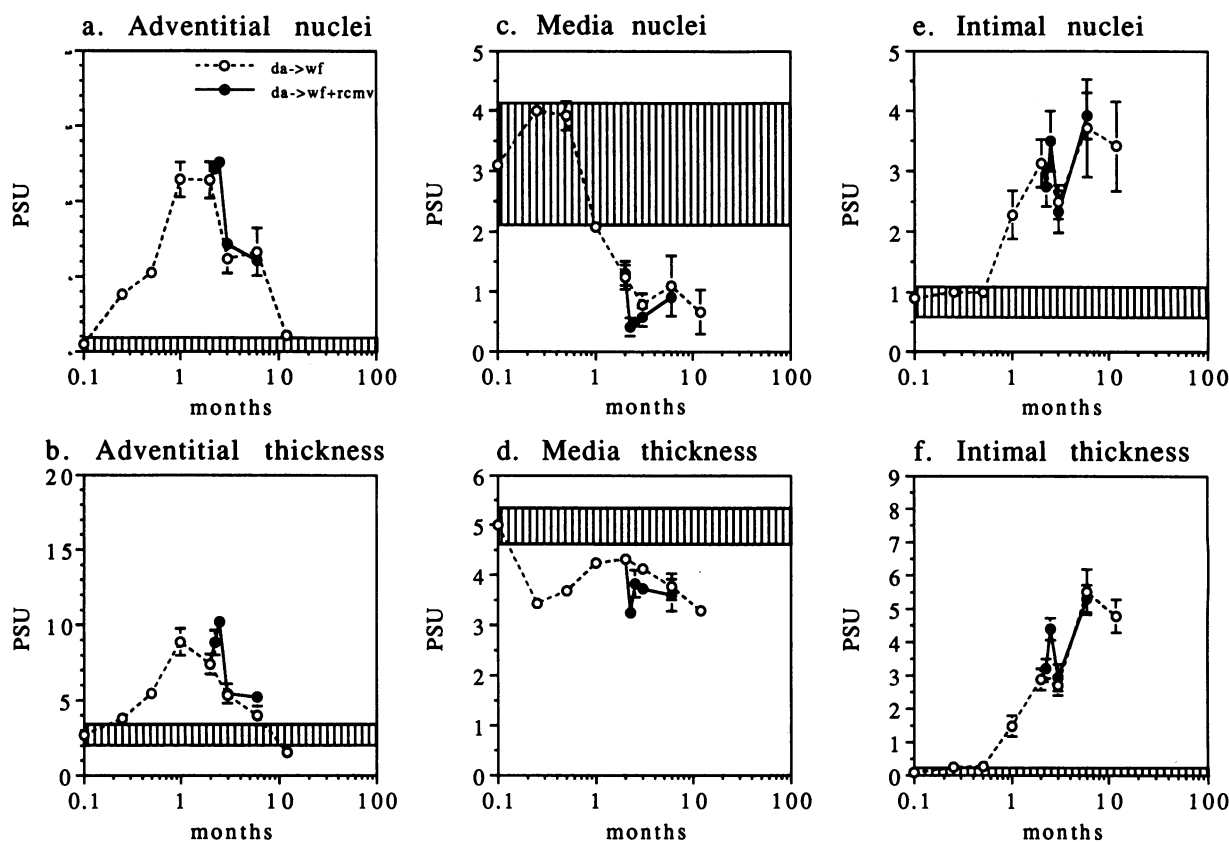 a. Adventitial nuclei
da->wf
da->wf+rcmv
PSU
0.1 1 10 100
months
c. Media nuclei
5
4
3
2
1
0
PSU
0.1 1 10 100
months
e. Intimal nuclei
5
4
3
2
1
0
PSU
0.1 1 10 100
months
b. Adventitial thickness
20
15
10
5
0
PSU
0.1 1 10 100
months
d. Media thickness
6
5
4
3
2
1
0
PSU
0.1 1 10 100
months
f. Intimal thickness
9
8
7
6
5
4
3
2
1
0
PSU
0.1 1 10 100
months